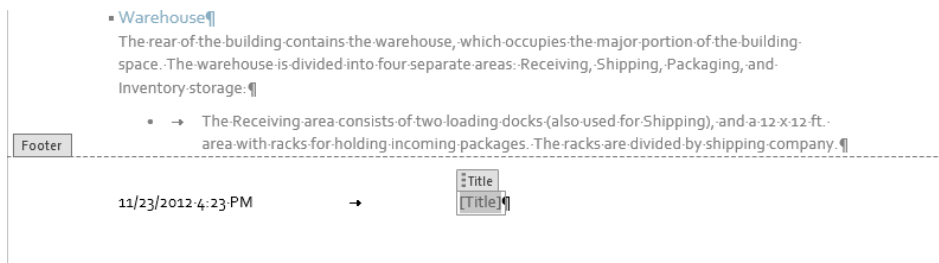 Warehouse¶
The·rear·of·the·building·contains·the·warehouse,·which·occupies·the·major·portion·of·the·building·
space.·The·warehouse·is·divided·into·four·separate·areas:·Receiving,·Shipping,·Packaging,·and·
Inventory·storage:¶
• → The·Receiving·area·consists·of·two·loading·docks·(also·used·for·Shipping),·and·a·12·x·12·ft.·
area·with·racks·for·holding·incoming·packages.·The·racks·are·divided·by·shipping·company.¶
Footer
Title
11/23/2012·4:23·PM → [Title]¶